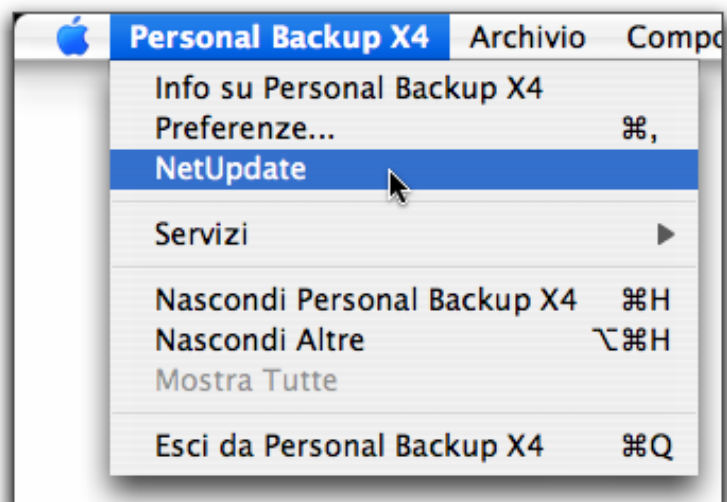 Personal Backup X4 Archivio Compo
Info su Personal Backup X4
Preferenze... ⌘,
NetUpdate
Servizi
Nascondi Personal Backup X4 ⌘H
Nascondi Altre ⌥⌘H
Mostra Tutte
Esci da Personal Backup X4 ⌘Q